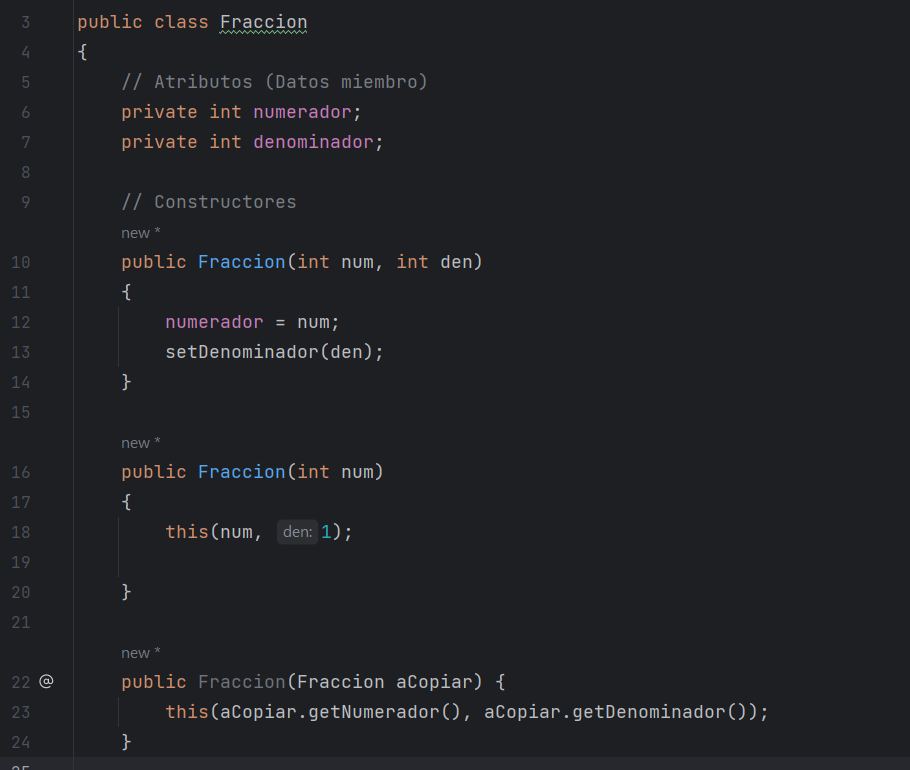 3 public class Fraccion
4 {
5 // Atributos (Datos miembro)
6 private int numerador;
7 private int denominador;
8
9 // Constructores
new *
10 public Fraccion(int num, int den)
11 {
12 numerador = num;
13 setDenominador(den);
14 }
15
new *
16 public Fraccion(int num)
17 {
18 this(num, den: 1);
19
20 }
21
new *
22 @ public Fraccion(Fraccion aCopiar) {
23 this(aCopiar.getNumerador(), aCopiar.getDenominador());
24 }
25